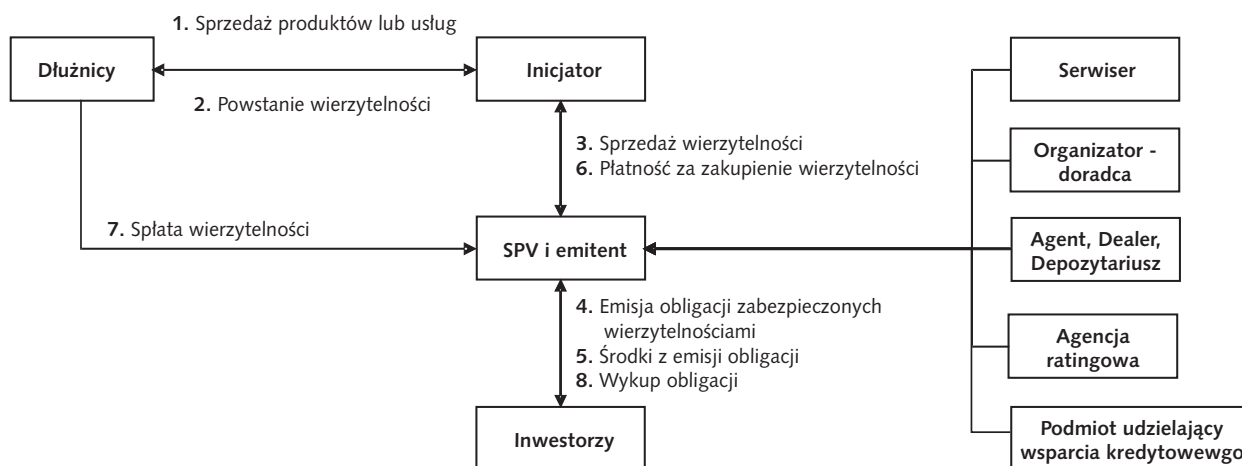 1. Sprzedaż produktów lub usług
Dłużnicy
Inicjator
Serwiser
2. Powstanie wierzytelności
3. Sprzedaż wierzytelności
6. Płatność za zakupienie wierzytelności
Organizator -
doradca
7. Spłata wierzytelności
SPV i emitent
Agent, Dealer,
Depozytariusz
4. Emisja obligacji zabezpieczonych
wierzytelnościami
5. Środki z emisji obligacji
8. Wykup obligacji
Agencja
ratingowa
Inwestorzy
Podmiot udzielający
wsparcia kredytowewgo